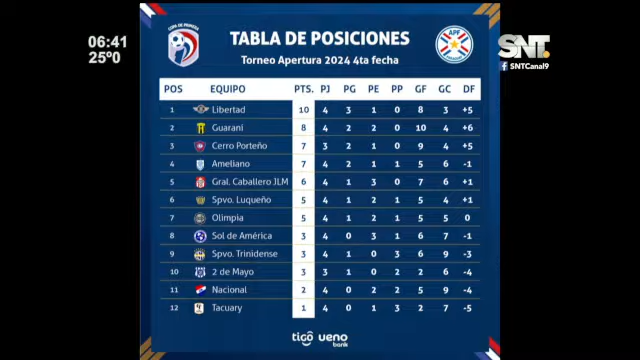 06:41
25°0
COPA DE PRIMERA
TABLA DE POSICIONES
Torneo Apertura 2024 4ta fecha
APF
SNT.
SNTCanal9
POS EQUIPO PTS. PJ PG PE PP GF GC DF
1 Libertad 10 4 3 1 0 8 3 +5
2 Guaraní 8 4 2 2 0 10 4 +6
3 Cerro Porteño 7 3 2 1 0 9 4 +5
4 Ameliano 7 4 2 1 1 5 6 -1
5 Gral. Caballero JLM 6 4 1 3 0 7 6 +1
6 Spvo. Luqueño 5 4 1 2 1 5 4 +1
7 Olimpia 5 4 1 2 1 5 5 0
8 Sol de América 3 4 0 3 1 6 7 -1
9 Spvo. Trinidense 3 4 1 0 3 6 9 -3
10 2 de Mayo 3 3 1 0 2 2 6 -4
11 Nacional 2 4 0 2 2 5 9 -4
12 Tacuary 1 4 0 1 3 2 7 -5
tigo ueno
bank